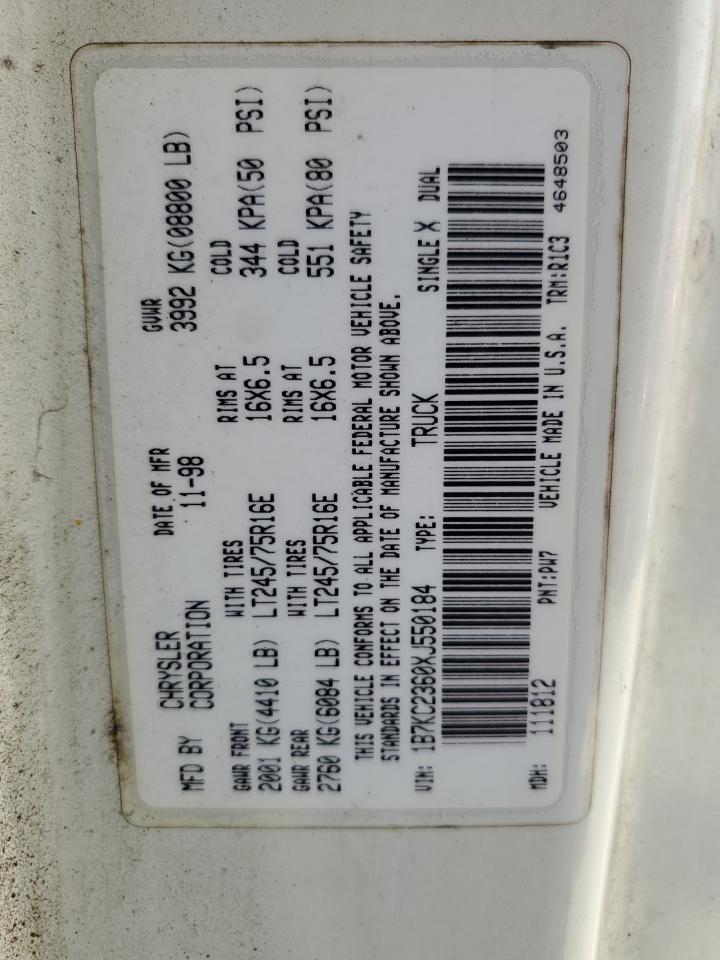 MFD BY CHRYSLER CORPORATION DATE OF MFR 11-98 GVWR 3992 KG(08800 LB)
GAWR FRONT WITH TIRES RIMS AT COLD
2001 KG(4410 LB) LT245/75R16E 16X6.5 344 KPA(50 PSI)
GAWR REAR WITH TIRES RIMS AT COLD
2760 KG(6084 LB) LT245/75R16E 16X6.5 551 KPA(80 PSI)
THIS VEHICLE CONFORMS TO ALL APPLICABLE FEDERAL MOTOR VEHICLE SAFETY
STANDARDS IN EFFECT ON THE DATE OF MANUFACTURE SHOWN ABOVE.
VIN: 1B7KC2360XJ550184 TYPE: TRUCK SINGLE X DUAL
MDH: 111812 PNT:PW7 VEHICLE MADE IN U.S.A. TRM:R1C3
4648503